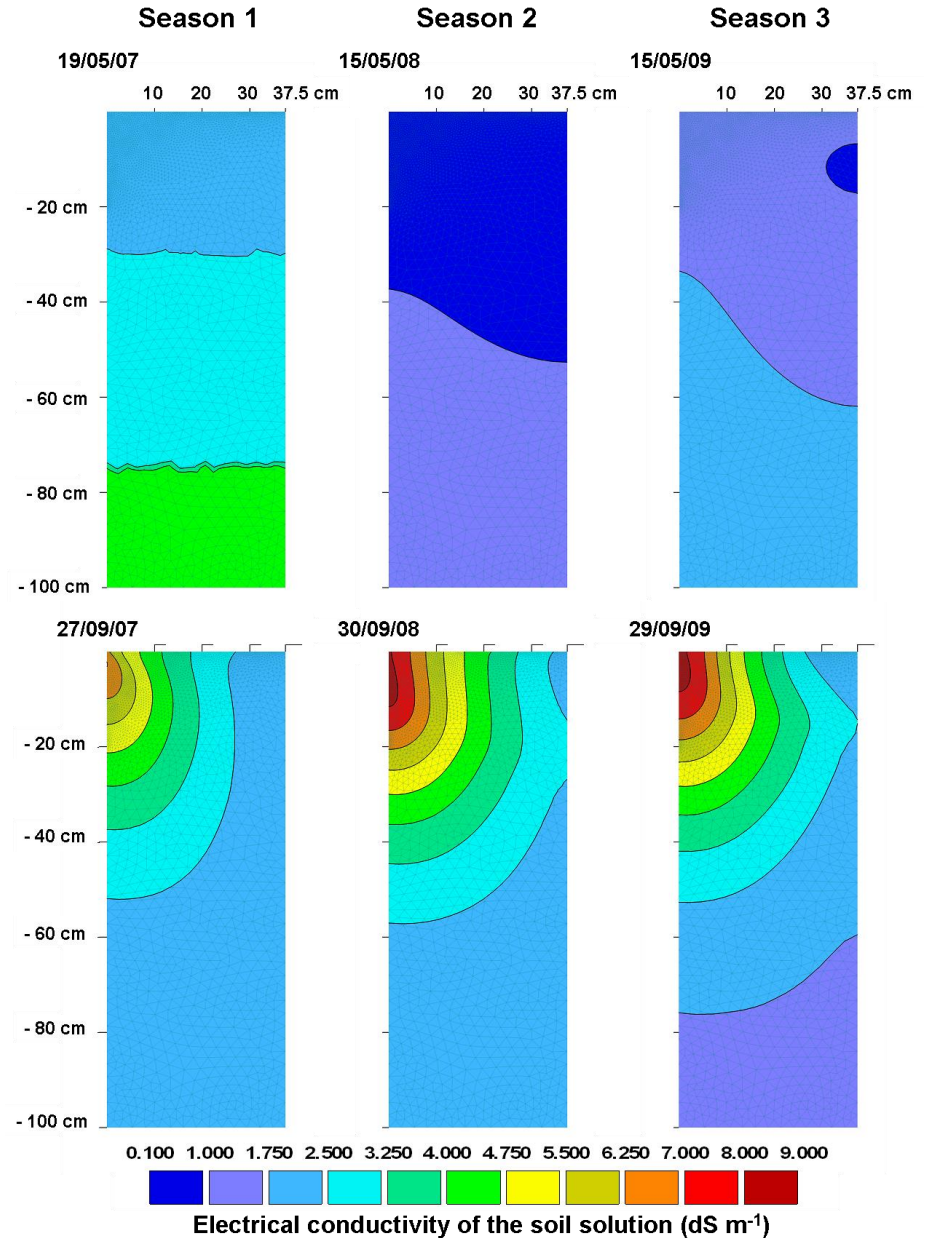 Season 1 Season 2 Season 3
19/05/07 15/05/08 15/05/09
10 20 30 37.5 cm 10 20 30 37.5 cm 10 20 30 37.5 cm
- 20 cm
- 40 cm
- 60 cm
- 80 cm
- 100 cm
27/09/07 30/09/08 29/09/09
- 20 cm
- 40 cm
- 60 cm
- 80 cm
- 100 cm
0.100 1.000 1.750 2.500 3.250 4.000 4.750 5.500 6.250 7.000 8.000 9.000
Electrical conductivity of the soil solution (dS m⁻¹)